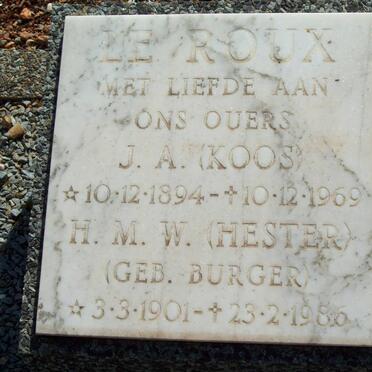 LE ROUX
MET LIEFDE AAN
ONS OUERS
J. A. (KOOS)
☆ 10·12·1894 - ✝ 10·12·1969
H. M. W. (HESTER)
(GEB. BURGER)
☆ 3·3·1901 - ✝ 23·2·1986